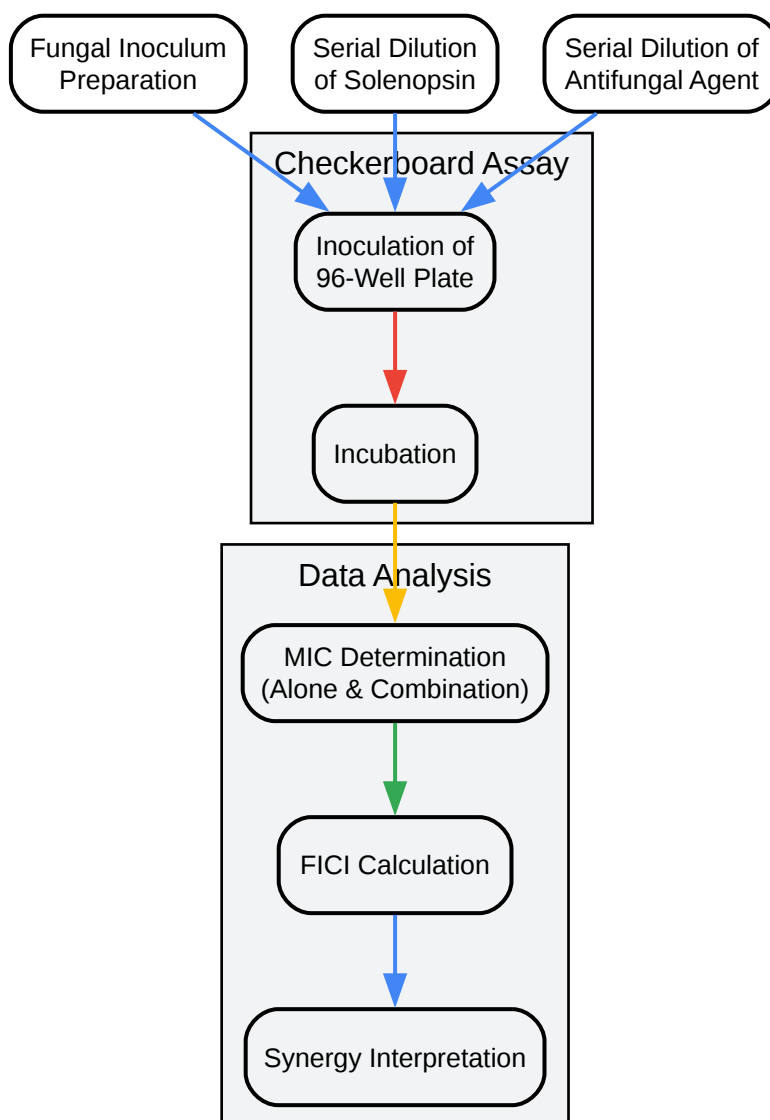 Fungal Inoculum
Preparation
Serial Dilution
of Solenopsin
Serial Dilution of
Antifungal Agent
Checkerboard Assay
Inoculation of
96-Well Plate
Incubation
Data Analysis
MIC Determination
(Alone & Combination)
FICI Calculation
Synergy Interpretation